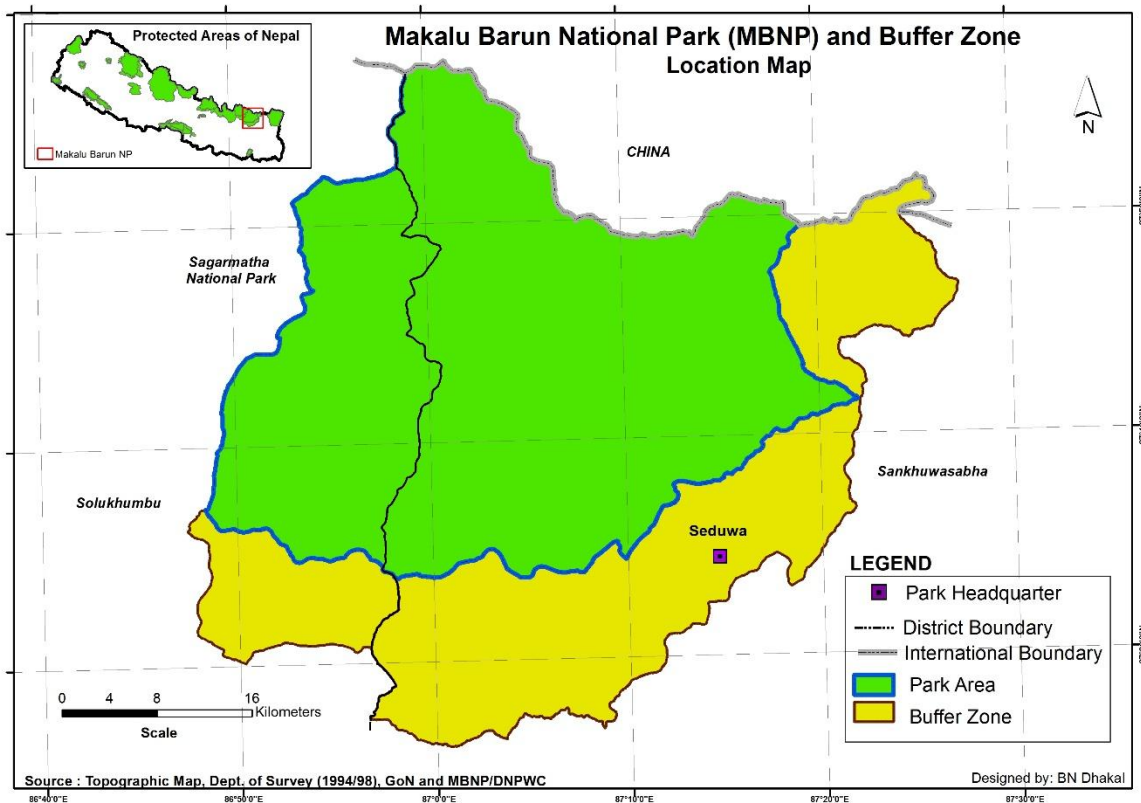 Protected Areas of Nepal
Makalu Barun NP
Makalu Barun National Park (MBNP) and Buffer Zone
Location Map
N
CHINA
Sagarmatha
National Park
Solukhumbu
Sankhuwasabha
Seduwa
LEGEND
Park Headquarter
District Boundary
International Boundary
Park Area
Buffer Zone
0 4 8 16
Kilometers
Scale
Source : Topographic Map, Dept. of Survey (1994/98), GoN and MBNP/DNPWC
Designed by: BN Dhakal
86°40'0"E 86°50'0"E 87°0'0"E 87°10'0"E 87°20'0"E 87°30'0"E